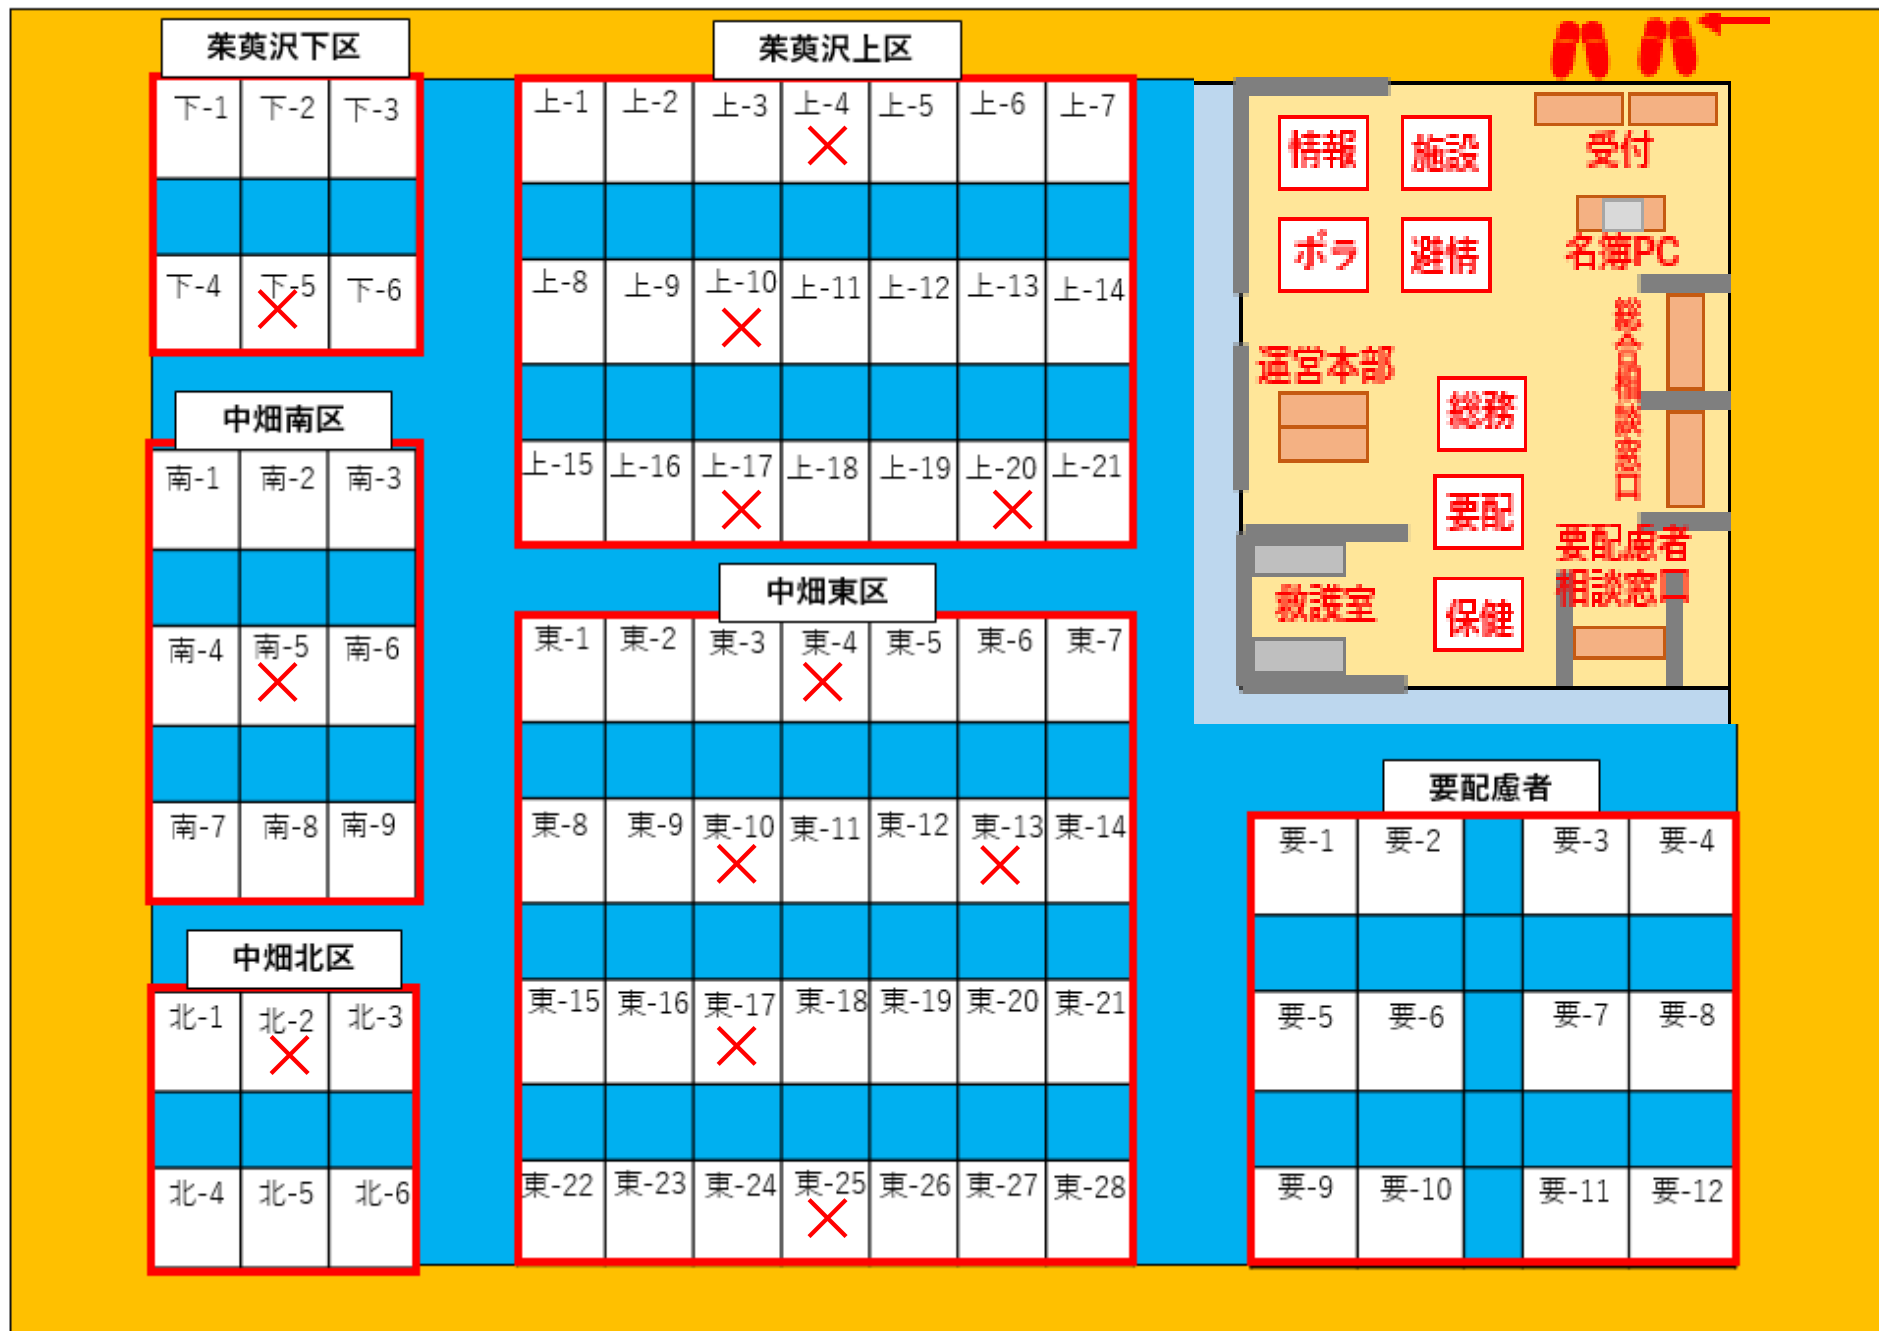 茱萸沢下区
下-1 下-2 下-3
下-4 下-5 下-6
中畑南区
南-1 南-2 南-3
南-4 南-5 南-6
南-7 南-8 南-9
中畑北区
北-1 北-2 北-3
北-4 北-5 北-6
茱萸沢上区
上-1 上-2 上-3 上-4 上-5 上-6 上-7
上-8 上-9 上-10 上-11 上-12 上-13 上-14
上-15 上-16 上-17 上-18 上-19 上-20 上-21
中畑東区
東-1 東-2 東-3 東-4 東-5 東-6 東-7
東-8 東-9 東-10 東-11 東-12 東-13 東-14
東-15 東-16 東-17 東-18 東-19 東-20 東-21
東-22 東-23 東-24 東-25 東-26 東-27 東-28
情報 施設 受付
ボラ 避情 名簿PC
運営本部
総務
総合相談窓口
要配
要配慮者
相談窓口
救護室
保健
要配慮者
要-1 要-2 要-3 要-4
要-5 要-6 要-7 要-8
要-9 要-10 要-11 要-12